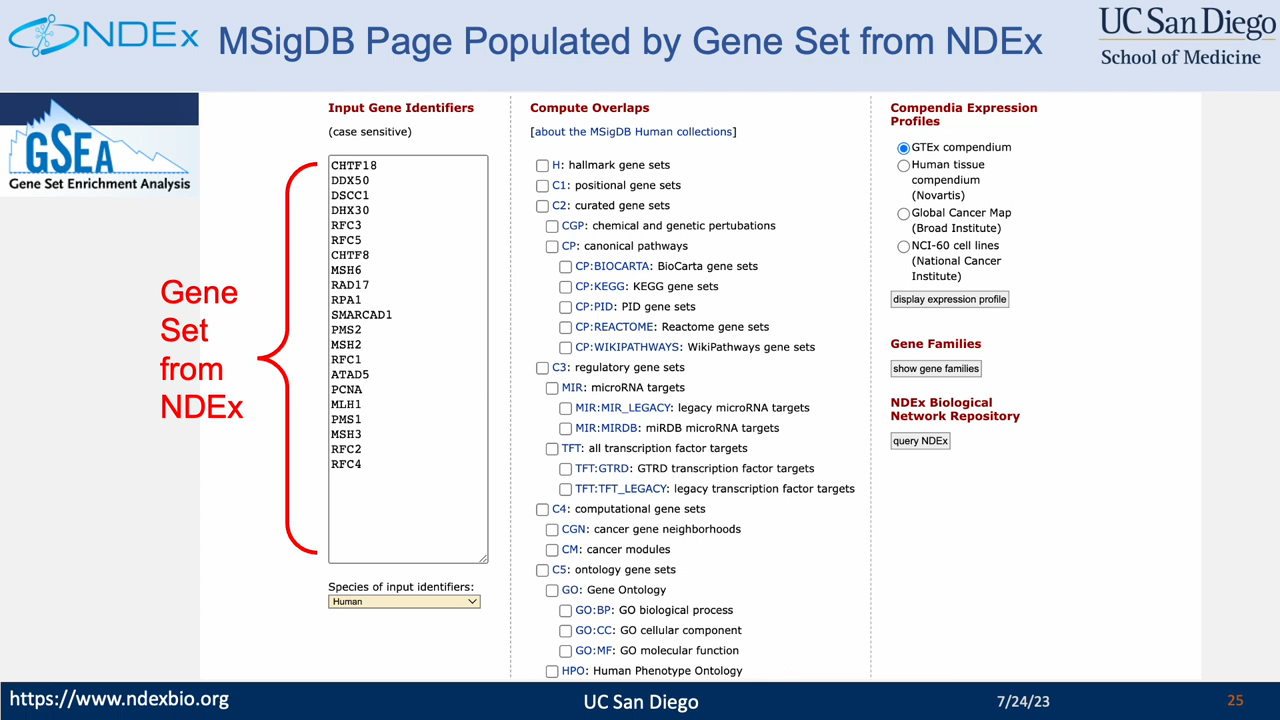 NDEx
MSigDB Page Populated by Gene Set from NDEx
UC San Diego
School of Medicine
GSEA
Gene Set Enrichment Analysis
Gene
Set
from
NDEx
Input Gene Identifiers
(case sensitive)
CHTF18
DDX50
DSCC1
DHX30
RFC3
RFC5
CHTF8
MSH6
RAD17
RPA1
SMARCAD1
PMS2
MSH2
RFC1
ATAD5
PCNA
MLH1
PMS1
MSH3
RFC2
RFC4
Species of input identifiers:
Human
Compute Overlaps
[about the MSigDB Human collections]
H: hallmark gene sets
C1: positional gene sets
C2: curated gene sets
CGP: chemical and genetic pertubations
CP: canonical pathways
CP:BIOCARTA: BioCarta gene sets
CP:KEGG: KEGG gene sets
CP:PID: PID gene sets
CP:REACTOME: Reactome gene sets
CP:WIKIPATHWAYS: WikiPathways gene sets
C3: regulatory gene sets
MIR: microRNA targets
MIR:MIR_LEGACY: legacy microRNA targets
MIR:MIRDB: miRDB microRNA targets
TFT: all transcription factor targets
TFT:GTRD: GTRD transcription factor targets
TFT:TFT_LEGACY: legacy transcription factor targets
C4: computational gene sets
CGN: cancer gene neighborhoods
CM: cancer modules
C5: ontology gene sets
GO: Gene Ontology
GO:BP: GO biological process
GO:CC: GO cellular component
GO:MF: GO molecular function
HPO: Human Phenotype Ontology
Compendia Expression
Profiles
GTEx compendium
Human tissue
compendium
(Novartis)
Global Cancer Map
(Broad Institute)
NCI-60 cell lines
(National Cancer
Institute)
display expression profile
Gene Families
show gene families
NDEx Biological
Network Repository
query NDEx
https://www.ndexbio.org
UC San Diego
7/24/23
25